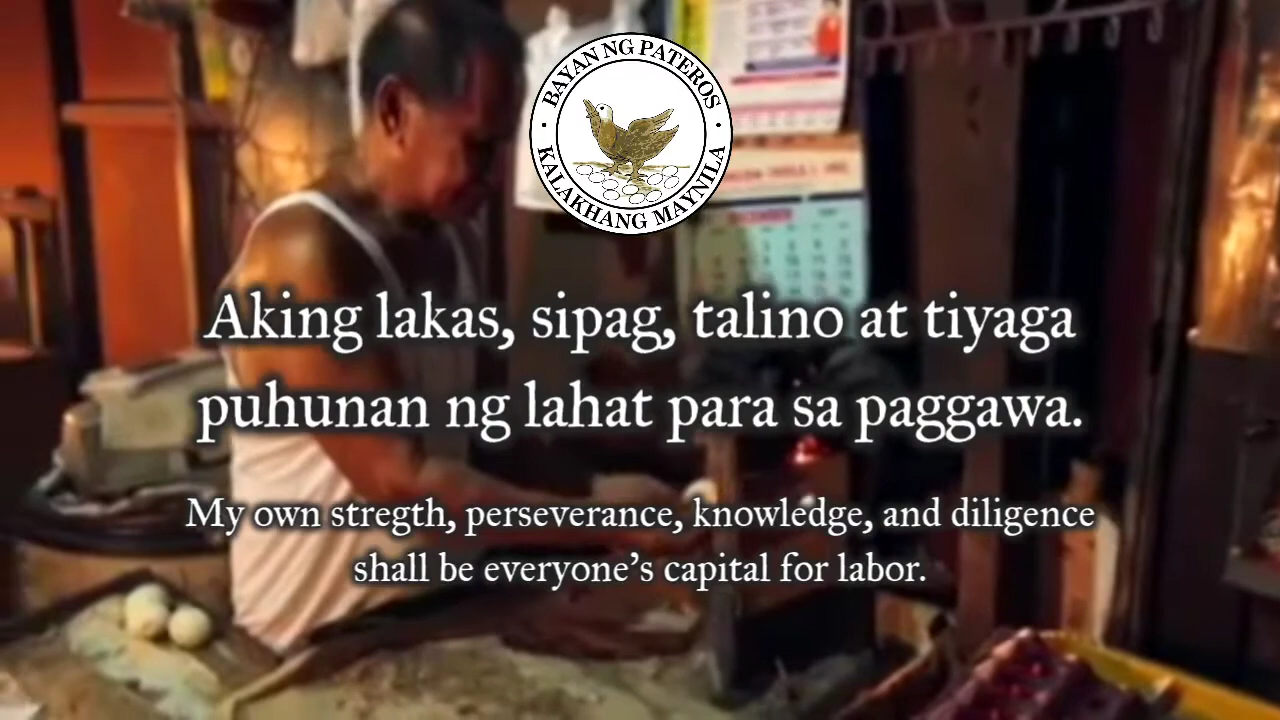 BAYAN NG PATEROS
KALAKHANG MAYNILA
Aking lakas, sipag, talino at tiyaga
puhunan ng lahat para sa paggawa.
My own stregth, perseverance, knowledge, and diligence
shall be everyone's capital for labor.